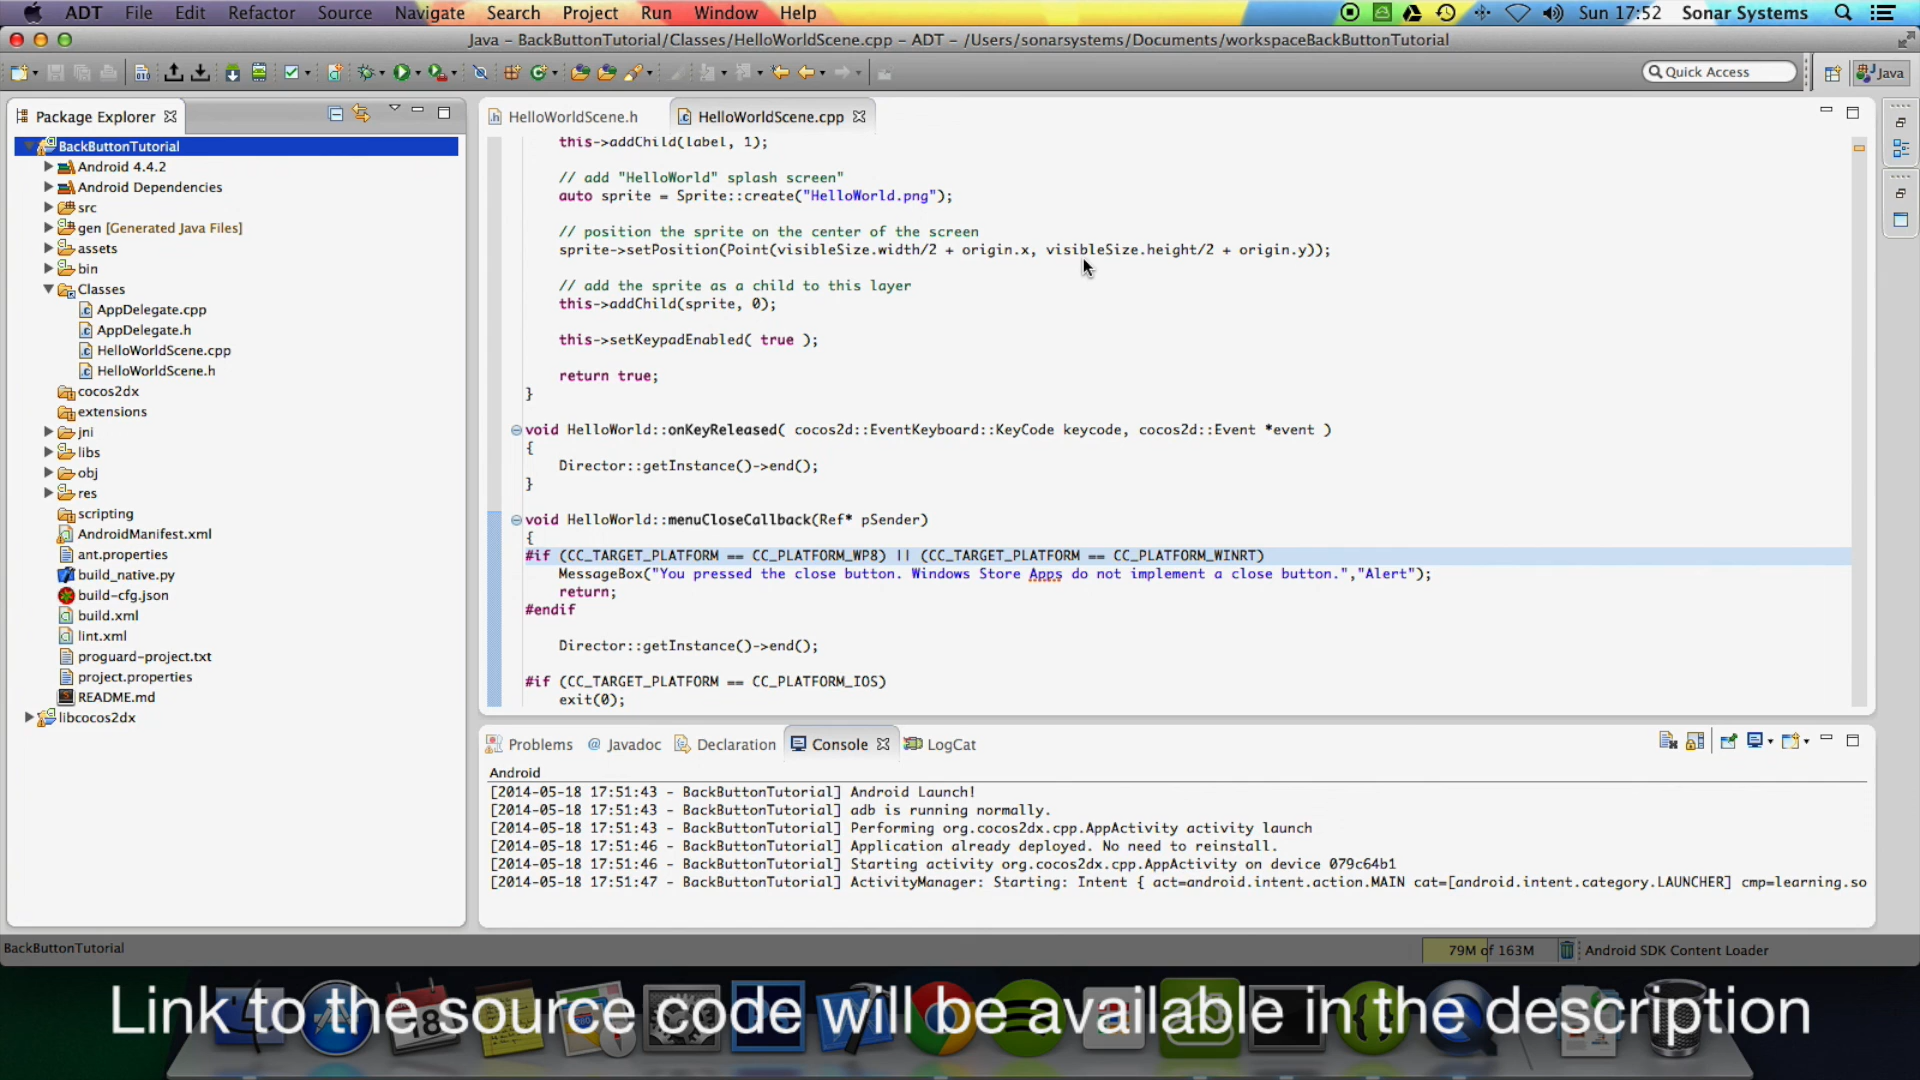 ADT File Edit Refactor Source Navigate Search Project Run Window Help Sun 17:52 Sonar Systems
Java – BackButtonTutorial/Classes/HelloWorldScene.cpp – ADT – /Users/sonarsystems/Documents/workspaceBackButtonTutorial
Quick Access
Java
Package Explorer
BackButtonTutorial
Android 4.4.2
Android Dependencies
src
gen [Generated Java Files]
assets
bin
Classes
AppDelegate.cpp
AppDelegate.h
HelloWorldScene.cpp
HelloWorldScene.h
cocos2dx
extensions
jni
libs
obj
res
scripting
AndroidManifest.xml
ant.properties
build_native.py
build-cfg.json
build.xml
lint.xml
proguard-project.txt
project.properties
README.md
libcocos2dx
HelloWorldScene.h HelloWorldScene.cpp
this->addChild(label, 1);
// add "HelloWorld" splash screen"
auto sprite = Sprite::create("HelloWorld.png");
// position the sprite on the center of the screen
sprite->setPosition(Point(visibleSize.width/2 + origin.x, visibleSize.height/2 + origin.y));
// add the sprite as a child to this layer
this->addChild(sprite, 0);
this->setKeypadEnabled( true );
return true;
}
void HelloWorld::onKeyReleased( cocos2d::EventKeyboard::KeyCode keycode, cocos2d::Event *event )
{
Director::getInstance()->end();
}
void HelloWorld::menuCloseCallback(Ref* pSender)
{
#if (CC_TARGET_PLATFORM == CC_PLATFORM_WP8) || (CC_TARGET_PLATFORM == CC_PLATFORM_WINRT)
MessageBox("You pressed the close button. Windows Store Apps do not implement a close button.","Alert");
return;
#endif
Director::getInstance()->end();
#if (CC_TARGET_PLATFORM == CC_PLATFORM_IOS)
exit(0);
Problems Javadoc Declaration Console LogCat
Android
[2014-05-18 17:51:43 - BackButtonTutorial] Android Launch!
[2014-05-18 17:51:43 - BackButtonTutorial] adb is running normally.
[2014-05-18 17:51:43 - BackButtonTutorial] Performing org.cocos2dx.cpp.AppActivity activity launch
[2014-05-18 17:51:46 - BackButtonTutorial] Application already deployed. No need to reinstall.
[2014-05-18 17:51:46 - BackButtonTutorial] Starting activity org.cocos2dx.cpp.AppActivity on device 079c64b1
[2014-05-18 17:51:47 - BackButtonTutorial] ActivityManager: Starting: Intent { act=android.intent.action.MAIN cat=[android.intent.category.LAUNCHER] cmp=learning.so
BackButtonTutorial
79M of 163M
Android SDK Content Loader
Link to the source code will be available in the description